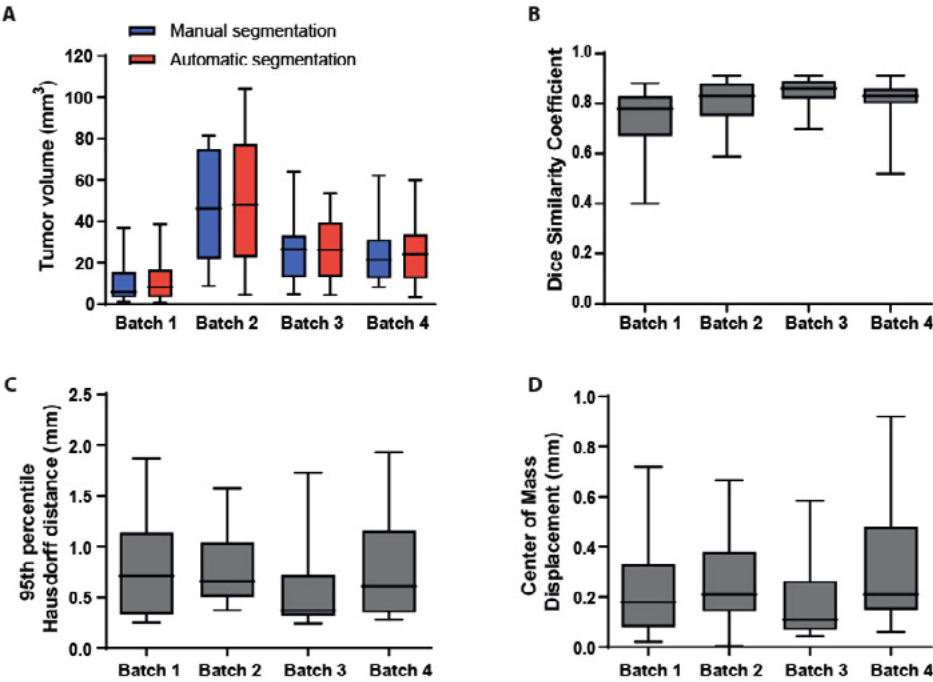 A
Manual segmentation
Automatic segmentation
Tumor volume (mm³)
120
100
80
60
40
20
0
Batch 1 Batch 2 Batch 3 Batch 4
B
Dice Similarity Coefficient
1.0
0.8
0.6
0.4
0.2
0.0
Batch 1 Batch 2 Batch 3 Batch 4
C
95th percentile
Hausdorff distance (mm)
2.5
2.0
1.5
1.0
0.5
0.0
Batch 1 Batch 2 Batch 3 Batch 4
D
Center of Mass
Displacement (mm)
1.0
0.8
0.6
0.4
0.2
0.0
Batch 1 Batch 2 Batch 3 Batch 4